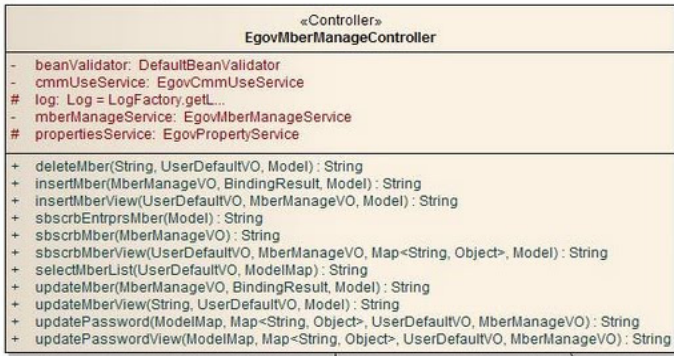 «Controller»
EgovMberManageController
- beanValidator: DefaultBeanValidator
- cmmUseService: EgovCmmUseService
# log: Log = LogFactory.getL...
- mberManageService: EgovMberManageService
# propertiesService: EgovPropertyService
+ deleteMber(String, UserDefaultVO, Model) : String
+ insertMber(MberManageVO, BindingResult, Model) : String
+ insertMberView(UserDefaultVO, MberManageVO, Model) : String
+ sbscrbEntrprsMber(Model) : String
+ sbscrbMber(MberManageVO) : String
+ sbscrbMberView(UserDefaultVO, MberManageVO, Map<String, Object>, Model) : String
+ selectMberList(UserDefaultVO, ModelMap) : String
+ updateMber(MberManageVO, BindingResult, Model) : String
+ updateMberView(String, UserDefaultVO, Model) : String
+ updatePassword(ModelMap, Map<String, Object>, UserDefaultVO, MberManageVO) : String
+ updatePasswordView(ModelMap, Map<String, Object>, UserDefaultVO, MberManageVO) : String